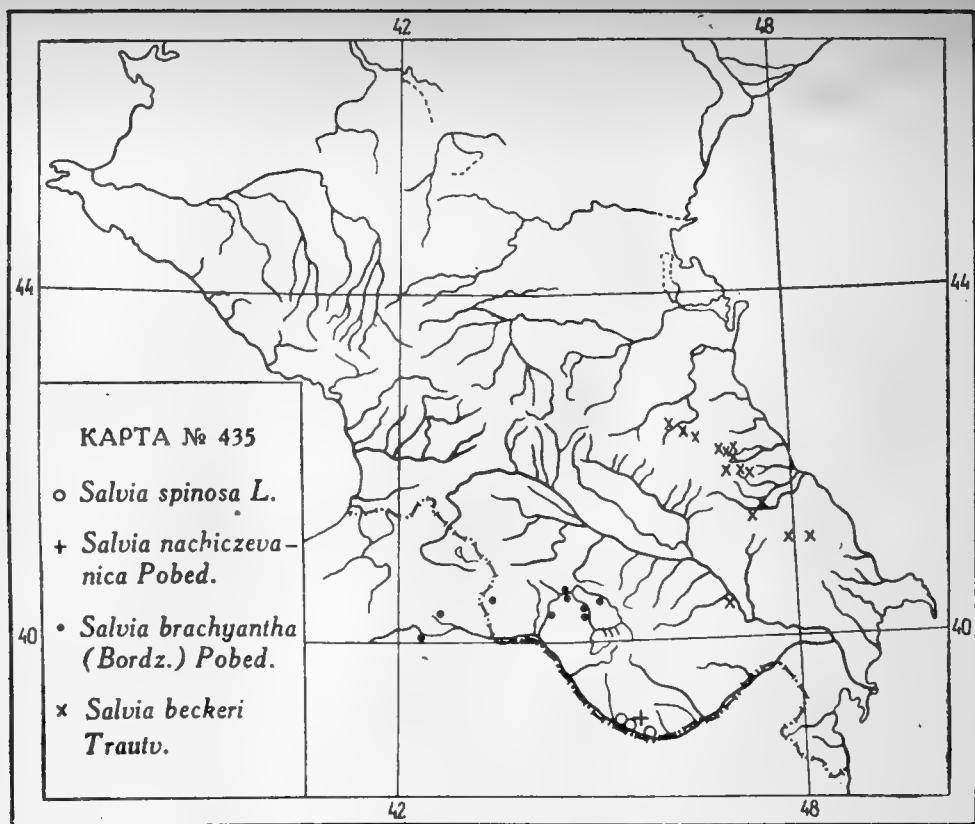 42 48
44 44
КАРТА № 435
o Salvia spinosa L.
+ Salvia nachiczeva-
nica Pobed.
• Salvia brachyantha
(Bordz.) Pobed.
x Salvia beckeri
Trautv.
40 40
42 48